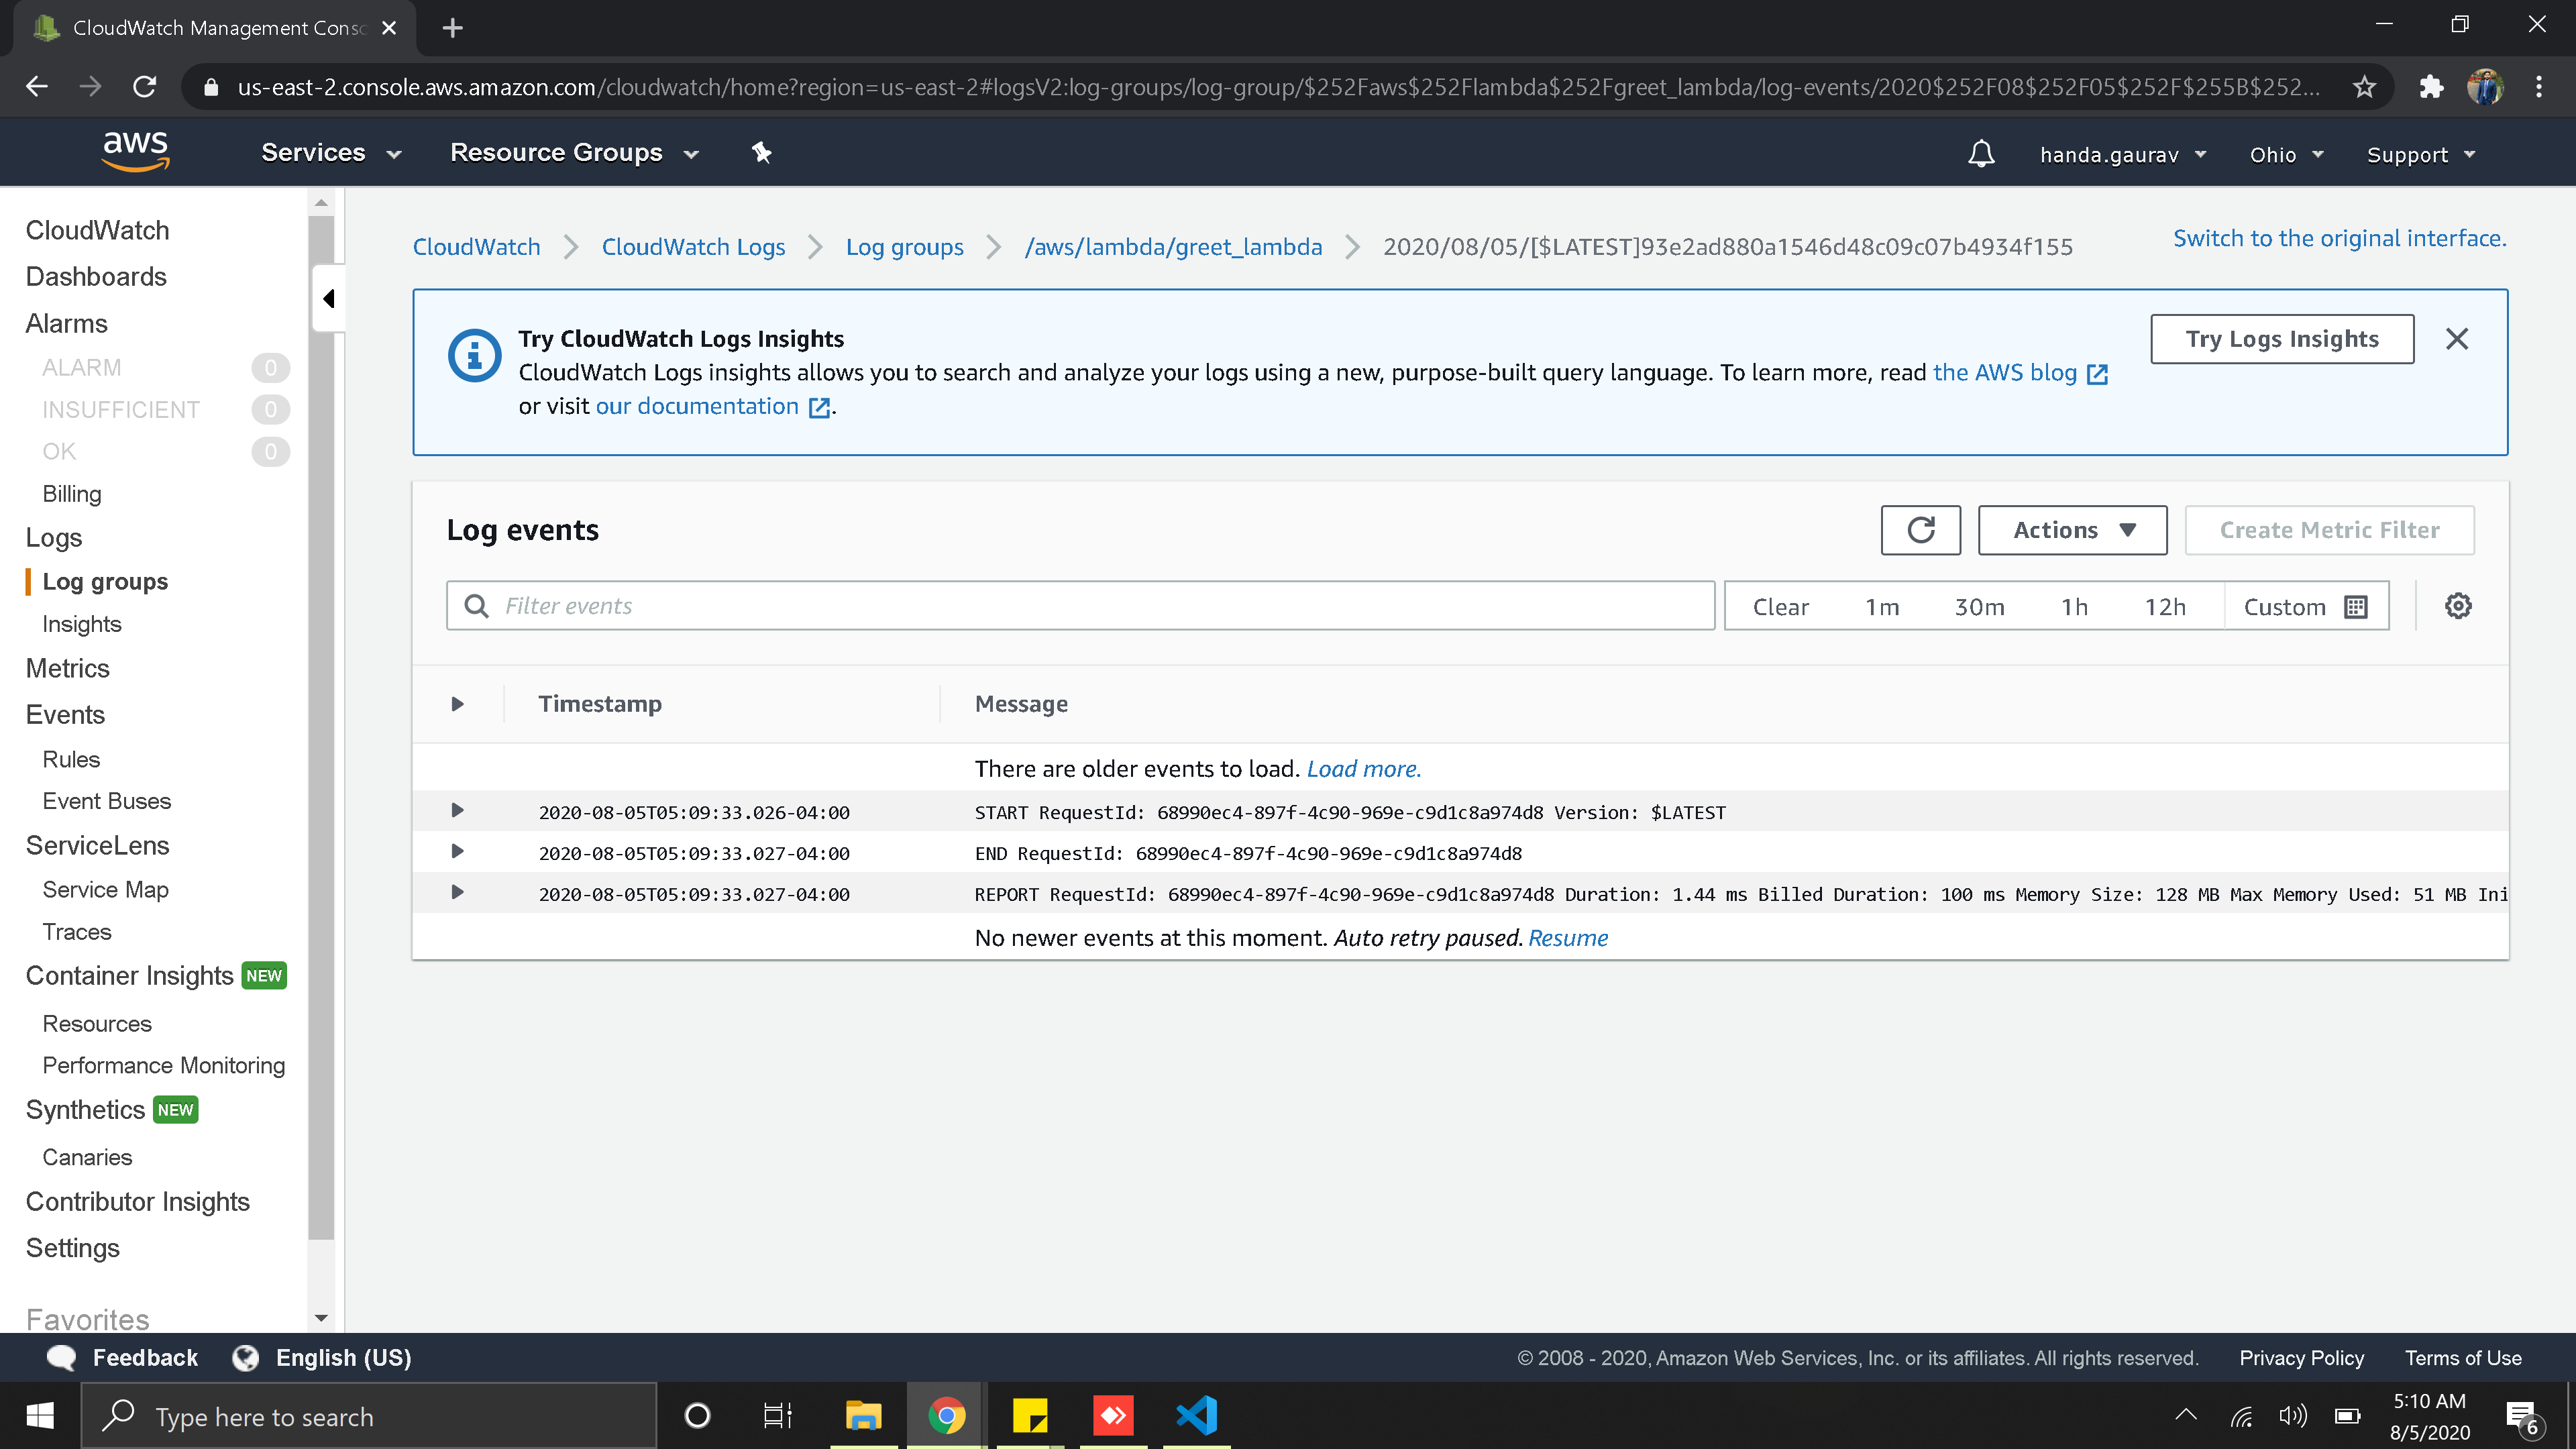 CloudWatch Management Consc
us-east-2.console.aws.amazon.com/cloudwatch/home?region=us-east-2#logsV2:log-groups/log-group/$252Faws$252Flambda$252Fgreet_lambda/log-events/2020$252F08$252F05$252F$255B$252...
aws
Services
Resource Groups
handa.gaurav
Ohio
Support
CloudWatch
Dashboards
Alarms
ALARM 0
INSUFFICIENT 0
OK 0
Billing
Logs
Log groups
Insights
Metrics
Events
Rules
Event Buses
ServiceLens
Service Map
Traces
Container Insights NEW
Resources
Performance Monitoring
Synthetics NEW
Canaries
Contributor Insights
Settings
Favorites
CloudWatch
CloudWatch Logs
Log groups
/aws/lambda/greet_lambda
2020/08/05/[$LATEST]93e2ad880a1546d48c09c07b4934f155
Switch to the original interface.
Try CloudWatch Logs Insights
CloudWatch Logs insights allows you to search and analyze your logs using a new, purpose-built query language. To learn more, read the AWS blog
or visit our documentation .
Try Logs Insights
Log events
Actions
Create Metric Filter
Filter events
Clear 1m 30m 1h 12h Custom
Timestamp Message
There are older events to load. Load more.
2020-08-05T05:09:33.026-04:00 START RequestId: 68990ec4-897f-4c90-969e-c9d1c8a974d8 Version: $LATEST
2020-08-05T05:09:33.027-04:00 END RequestId: 68990ec4-897f-4c90-969e-c9d1c8a974d8
2020-08-05T05:09:33.027-04:00 REPORT RequestId: 68990ec4-897f-4c90-969e-c9d1c8a974d8 Duration: 1.44 ms Billed Duration: 100 ms Memory Size: 128 MB Max Memory Used: 51 MB Ini
No newer events at this moment. Auto retry paused. Resume
Feedback
English (US)
© 2008 - 2020, Amazon Web Services, Inc. or its affiliates. All rights reserved.
Privacy Policy
Terms of Use
Type here to search
5:10 AM
8/5/2020
6